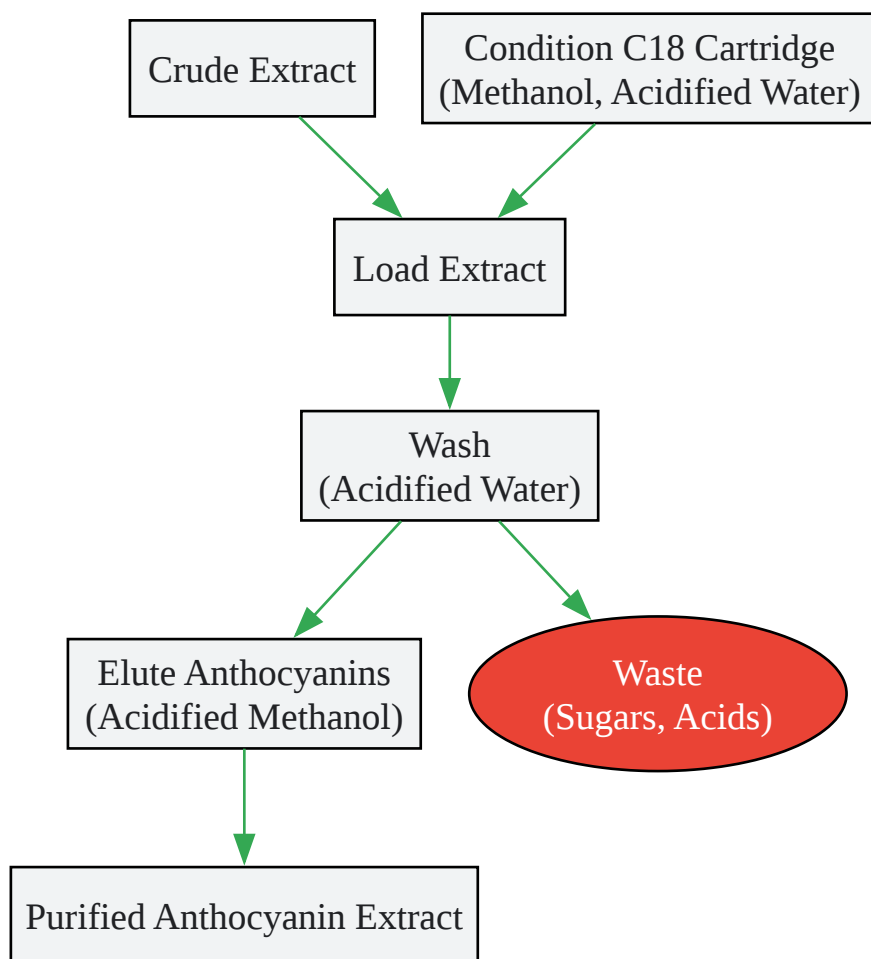 Crude Extract
Condition C18 Cartridge
(Methanol, Acidified Water)
Load Extract
Wash
(Acidified Water)
Elute Anthocyanins
(Acidified Methanol)
Waste
(Sugars, Acids)
Purified Anthocyanin Extract